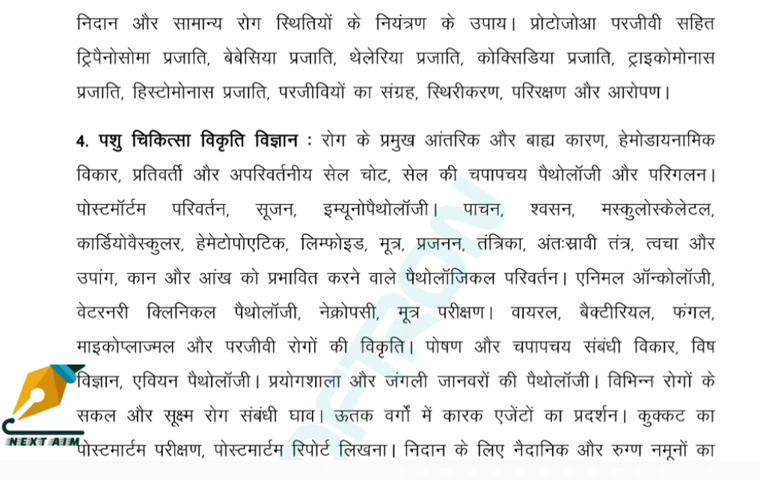 निदान और सामान्य रोग स्थितियों के नियंत्रण के उपाय। प्रोटोजोआ परजीवी सहित
ट्रिपैनोसोमा प्रजाति, बेबेसिया प्रजाति, थेलेरिया प्रजाति, कोक्सिडिया प्रजाति, ट्राइकोमोनास
प्रजाति, हिस्टोमोनास प्रजाति, परजीवियों का संग्रह, स्थिरीकरण, परिरक्षण और आरोपण।
4. पशु चिकित्सा विकृति विज्ञान : रोग के प्रमुख आंतरिक और बाह्य कारण, हेमोडायनामिक
विकार, प्रतिवर्ती और अपरिवर्तनीय सेल चोट, सेल की चपापचय पैथोलॉजी और परिगलन।
पोस्टमॉर्टम परिवर्तन, सूजन, इम्यूनोपैथोलॉजी। पाचन, श्वसन, मस्कुलोस्केलेटल,
कार्डियोवैस्कुलर, हेमेटोपोएटिक, लिम्फोइड, मूत्र, प्रजनन, तंत्रिका, अंतःस्रावी तंत्र, त्वचा और
उपांग, कान और आंख को प्रभावित करने वाले पैथोलॉजिकल परिवर्तन। एनिमल ऑन्कोलॉजी,
वेटरनरी क्लिनिकल पैथोलॉजी, नेक्रोपसी, मूत्र परीक्षण। वायरल, बैक्टीरियल, फंगल,
माइकोप्लाज्मल और परजीवी रोगों की विकृति। पोषण और चपापचय संबंधी विकार, विष
विज्ञान, एवियन पैथोलॉजी। प्रयोगशाला और जंगली जानवरों की पैथोलॉजी। विभिन्न रोगों के
सकल और सूक्ष्म रोग संबंधी घाव। ऊतक वर्गों में कारक एजेंटों का प्रदर्शन। कुक्कट का
पोस्टमार्टम परीक्षण, पोस्टमार्टम रिपोर्ट लिखना। निदान के लिए नैदानिक और रुग्ण नमूनों का
NEXT AIM